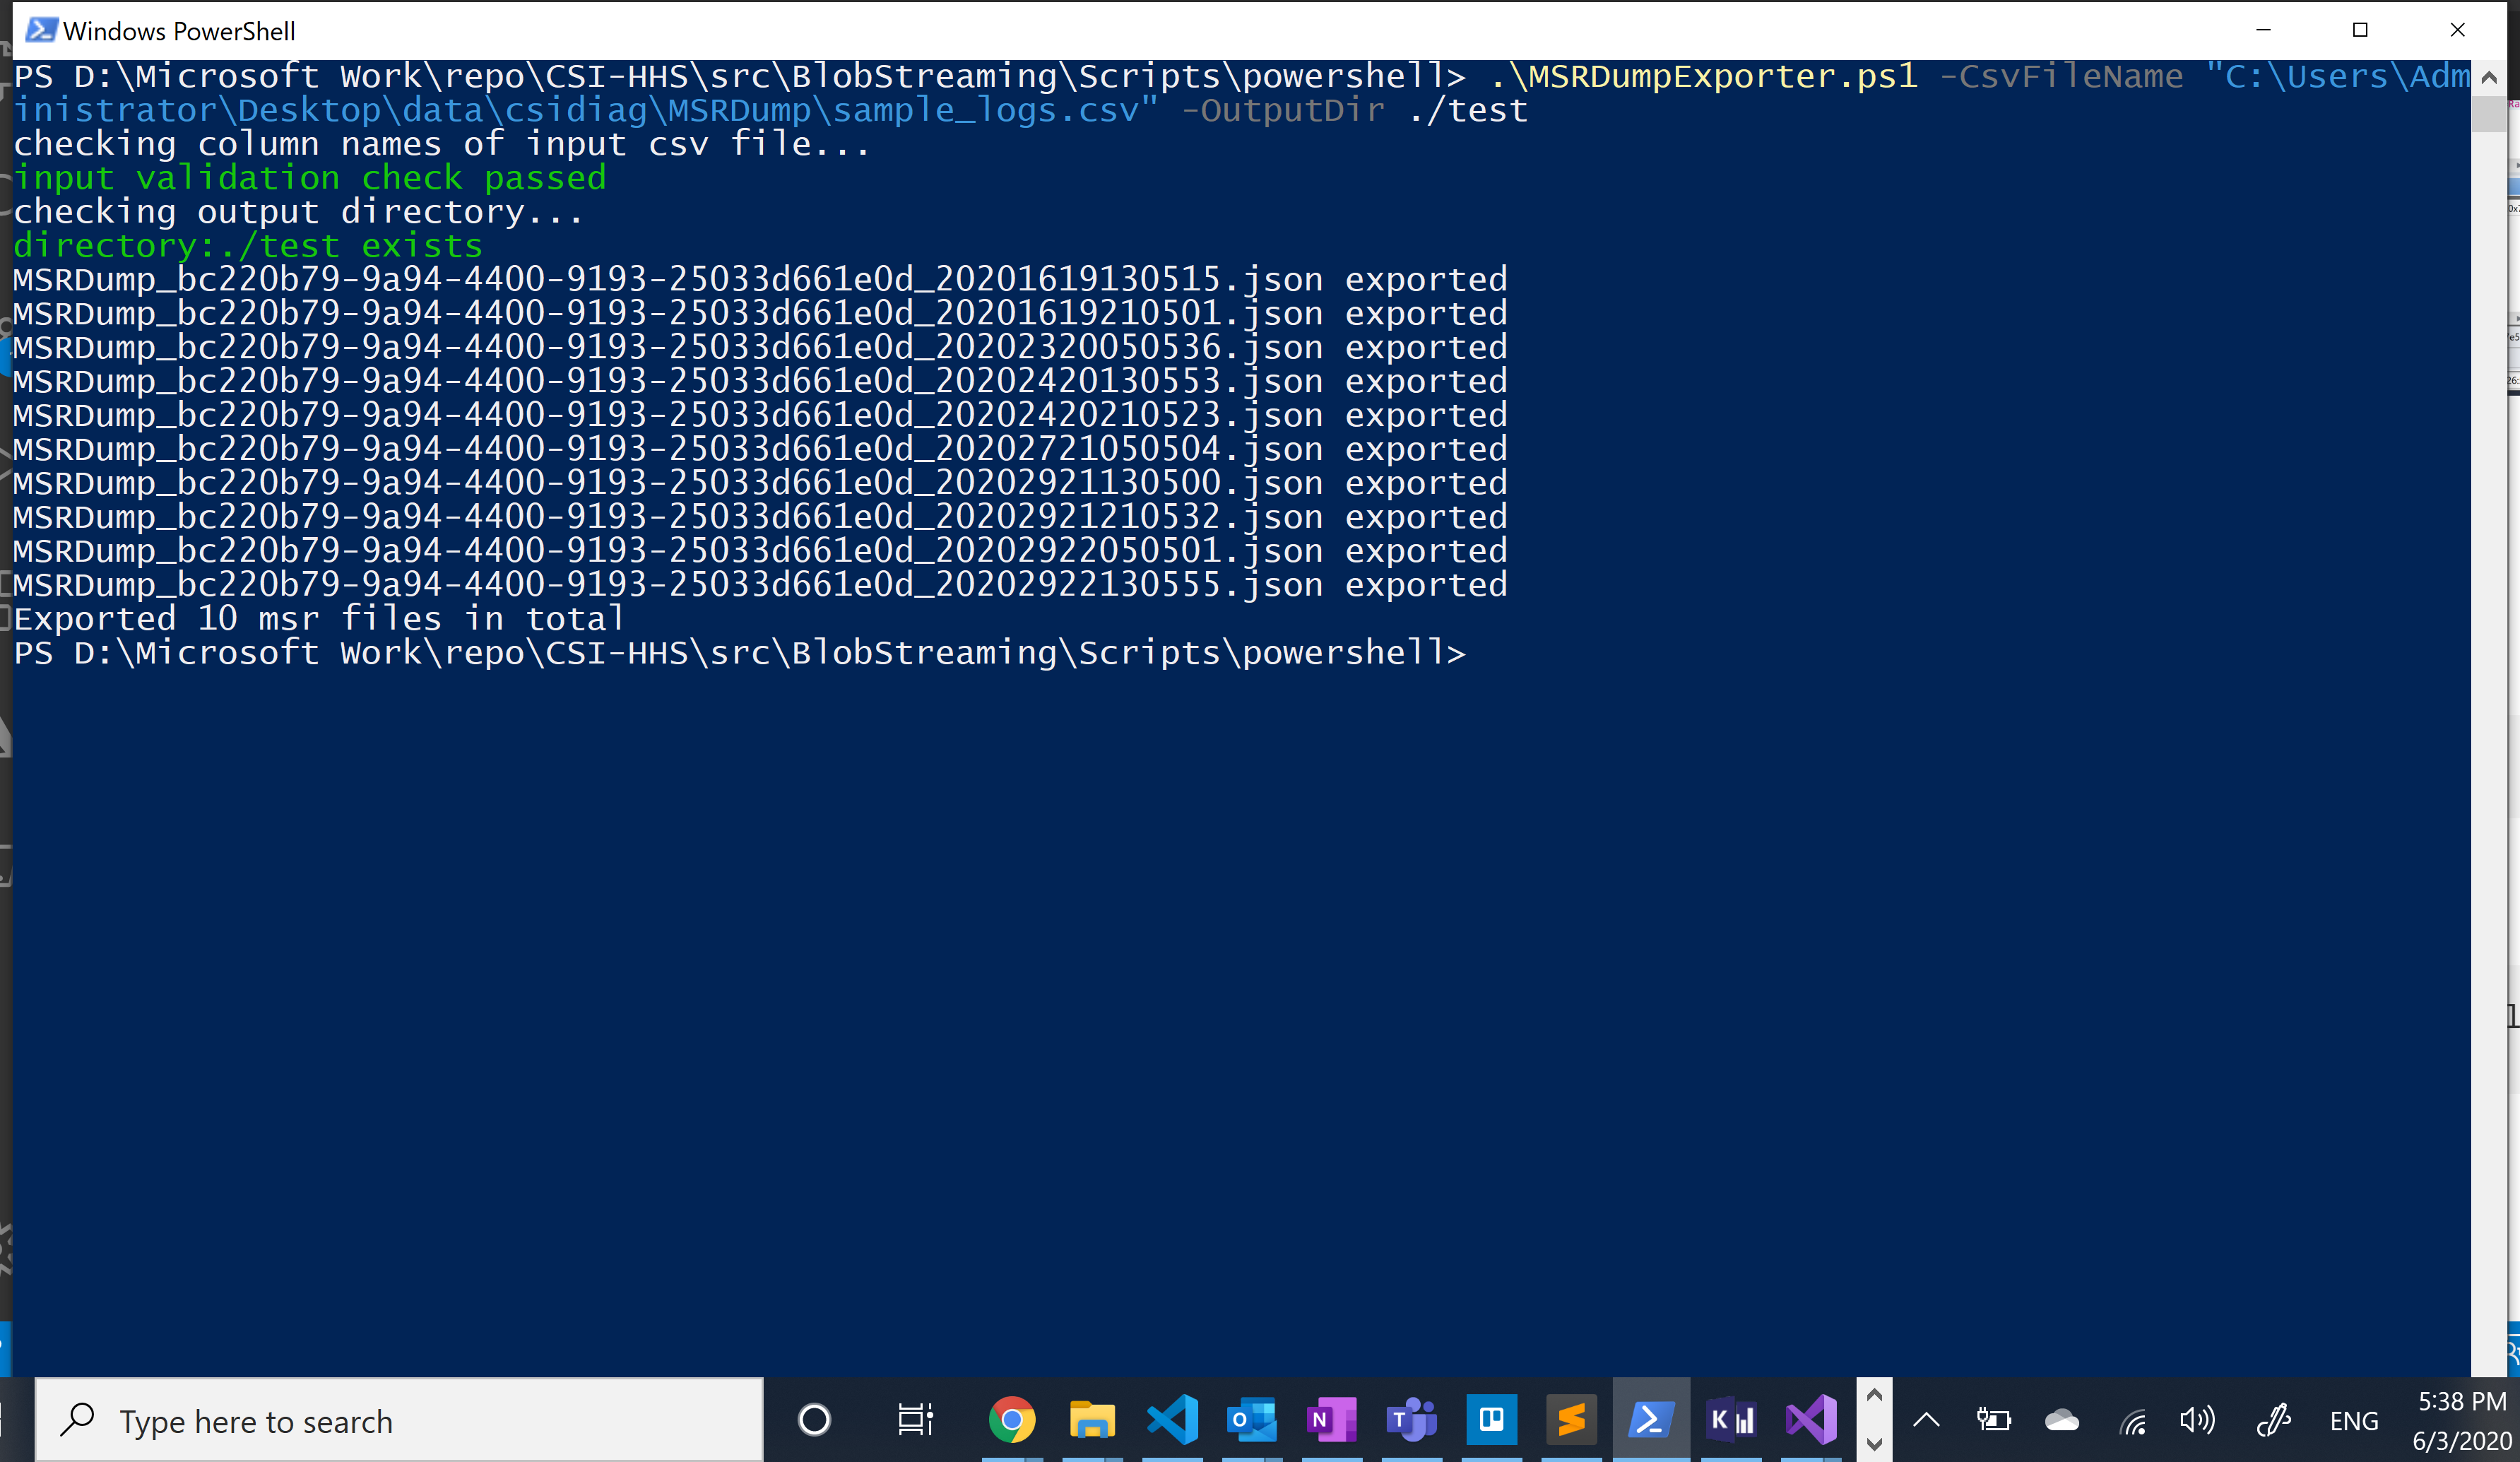 Windows PowerShell
PS D:\Microsoft Work\repo\CSI-HHS\src\BlobStreaming\Scripts\powershell> .\MSRDumpExporter.ps1 -CsvFileName "C:\Users\Adm
inistrator\Desktop\data\csidiag\MSRDump\sample_logs.csv" -OutputDir ./test
checking column names of input csv file...
input validation check passed
checking output directory...
directory:./test exists
MSRDump_bc220b79-9a94-4400-9193-25033d661e0d_20201619130515.json exported
MSRDump_bc220b79-9a94-4400-9193-25033d661e0d_20201619210501.json exported
MSRDump_bc220b79-9a94-4400-9193-25033d661e0d_20202320050536.json exported
MSRDump_bc220b79-9a94-4400-9193-25033d661e0d_20202420130553.json exported
MSRDump_bc220b79-9a94-4400-9193-25033d661e0d_20202420210523.json exported
MSRDump_bc220b79-9a94-4400-9193-25033d661e0d_20202721050504.json exported
MSRDump_bc220b79-9a94-4400-9193-25033d661e0d_20202921130500.json exported
MSRDump_bc220b79-9a94-4400-9193-25033d661e0d_20202921210532.json exported
MSRDump_bc220b79-9a94-4400-9193-25033d661e0d_20202922050501.json exported
MSRDump_bc220b79-9a94-4400-9193-25033d661e0d_20202922130555.json exported
Exported 10 msr files in total
PS D:\Microsoft Work\repo\CSI-HHS\src\BlobStreaming\Scripts\powershell>
Type here to search
ENG
5:38 PM
6/3/2020